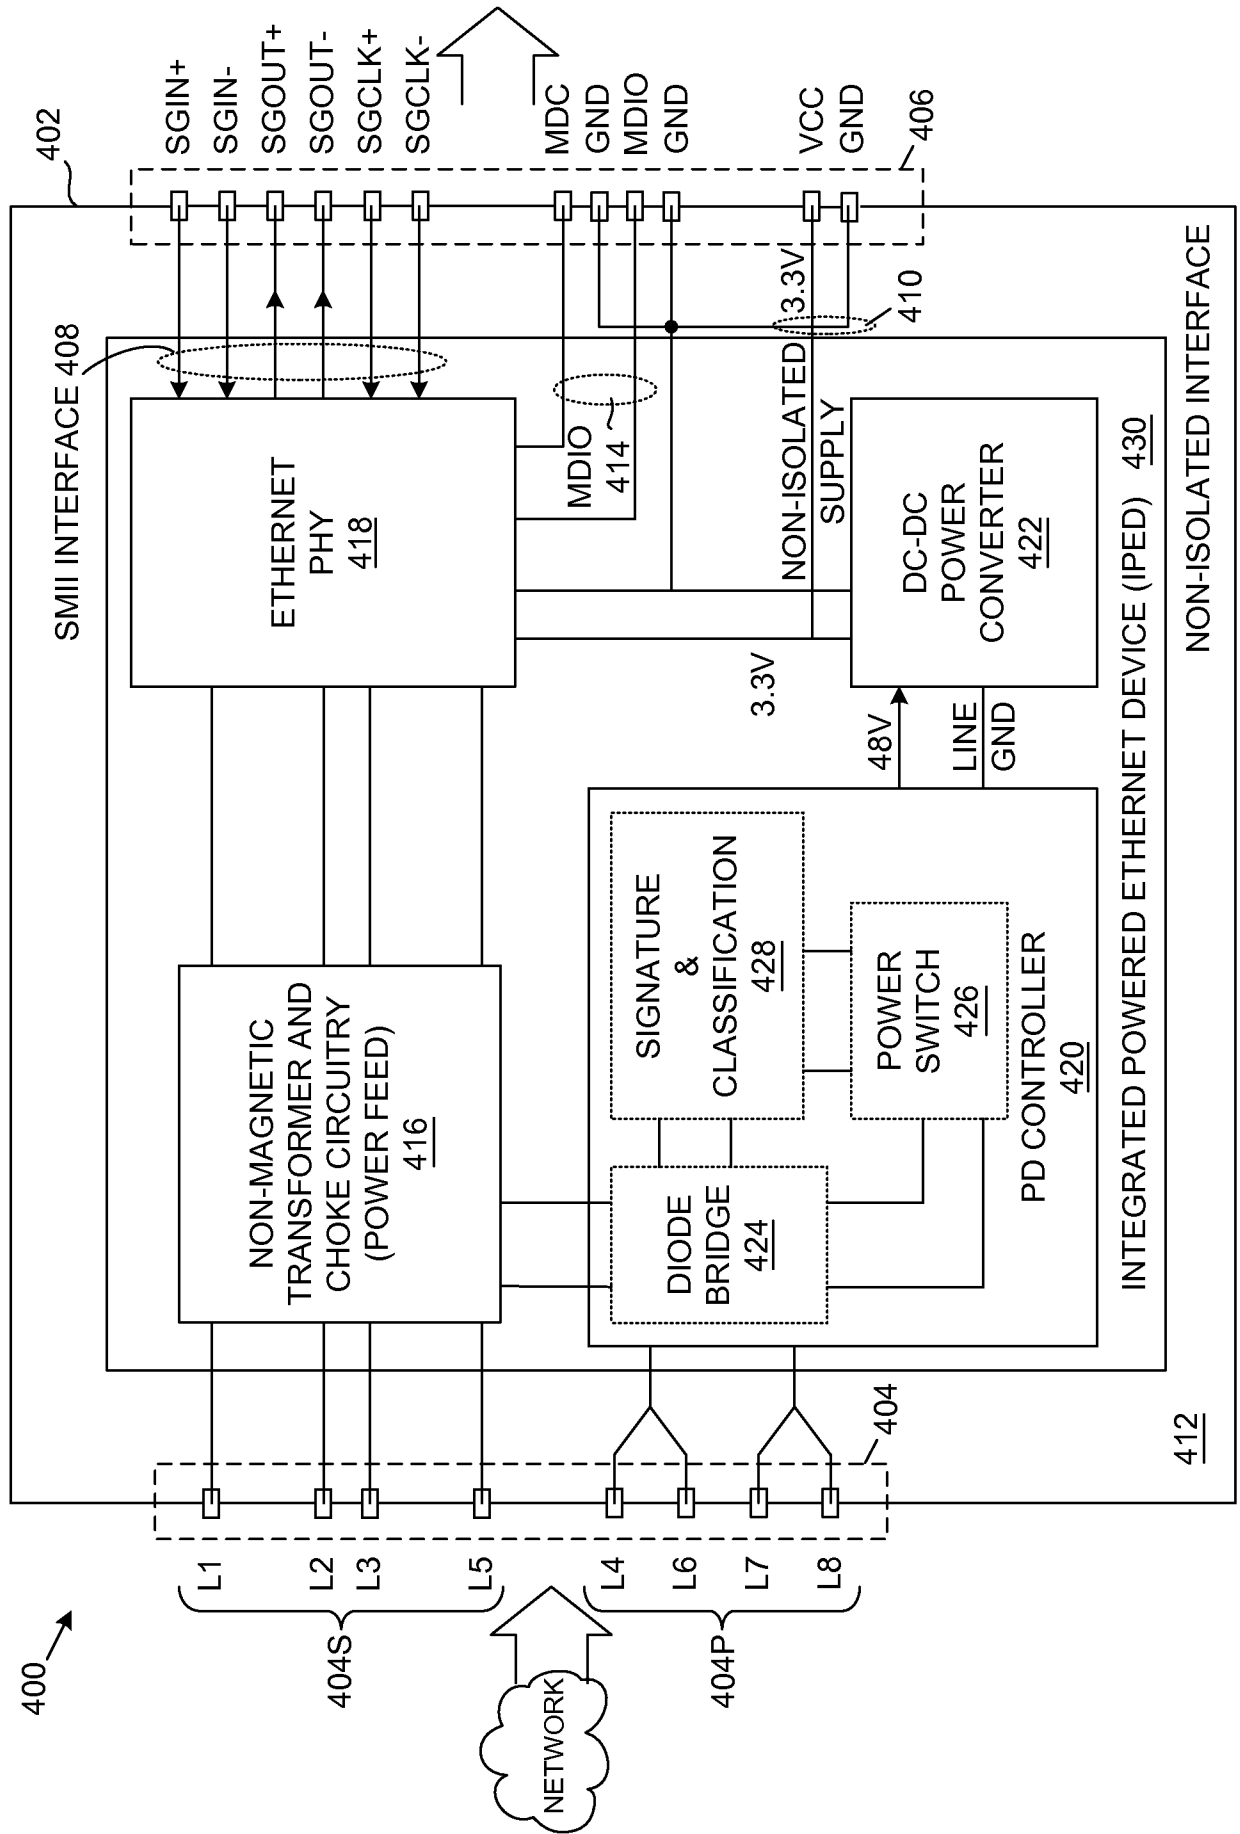 400
402
NETWORK
404S
404P
L1
L2
L3
L5
L4
L6
L7
L8
404
412
NON-MAGNETIC
TRANSFORMER AND
CHOKE CIRCUITRY
(POWER FEED)
416
DIODE
BRIDGE
424
SIGNATURE
&
CLASSIFICATION
428
POWER
SWITCH
426
PD CONTROLLER
420
48V
LINE
GND
3.3V
ETHERNET
PHY
418
SMII INTERFACE 408
MDIO
414
NON-ISOLATED 3.3V
SUPPLY
DC-DC
POWER
CONVERTER
422
410
INTEGRATED POWERED ETHERNET DEVICE (IPED) 430
NON-ISOLATED INTERFACE
SGIN+
SGIN-
SGOUT+
SGOUT-
SGCLK+
SGCLK-
MDC
GND
MDIO
GND
VCC
GND
406